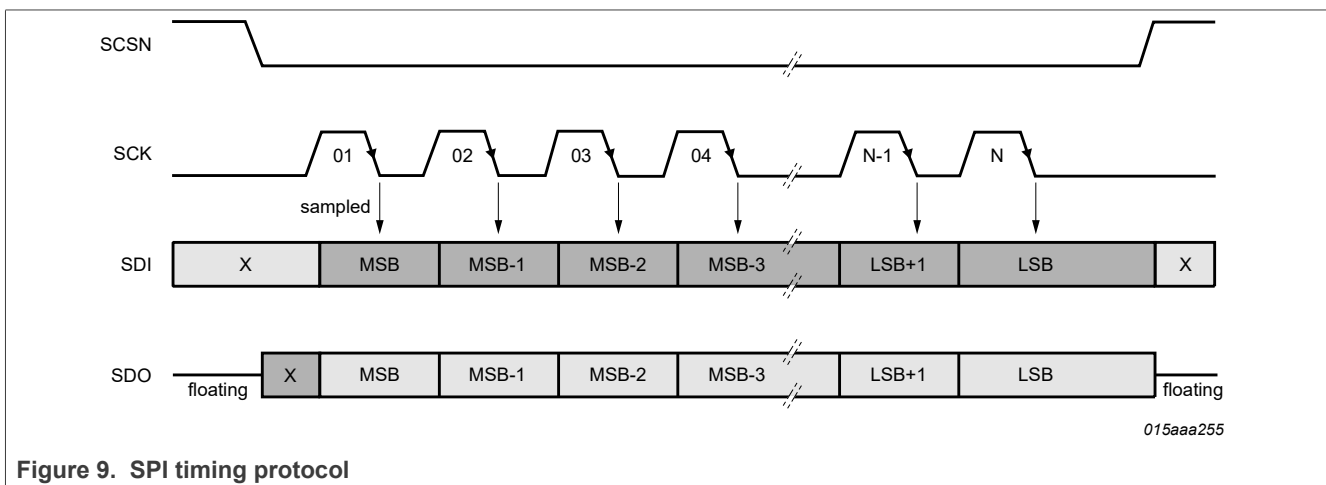 SCSN
SCK 01 02 03 04 N-1 N
sampled
SDI X MSB MSB-1 MSB-2 MSB-3 LSB+1 LSB X
SDO X MSB MSB-1 MSB-2 MSB-3 LSB+1 LSB
floating floating
015aaa255
Figure 9. SPI timing protocol